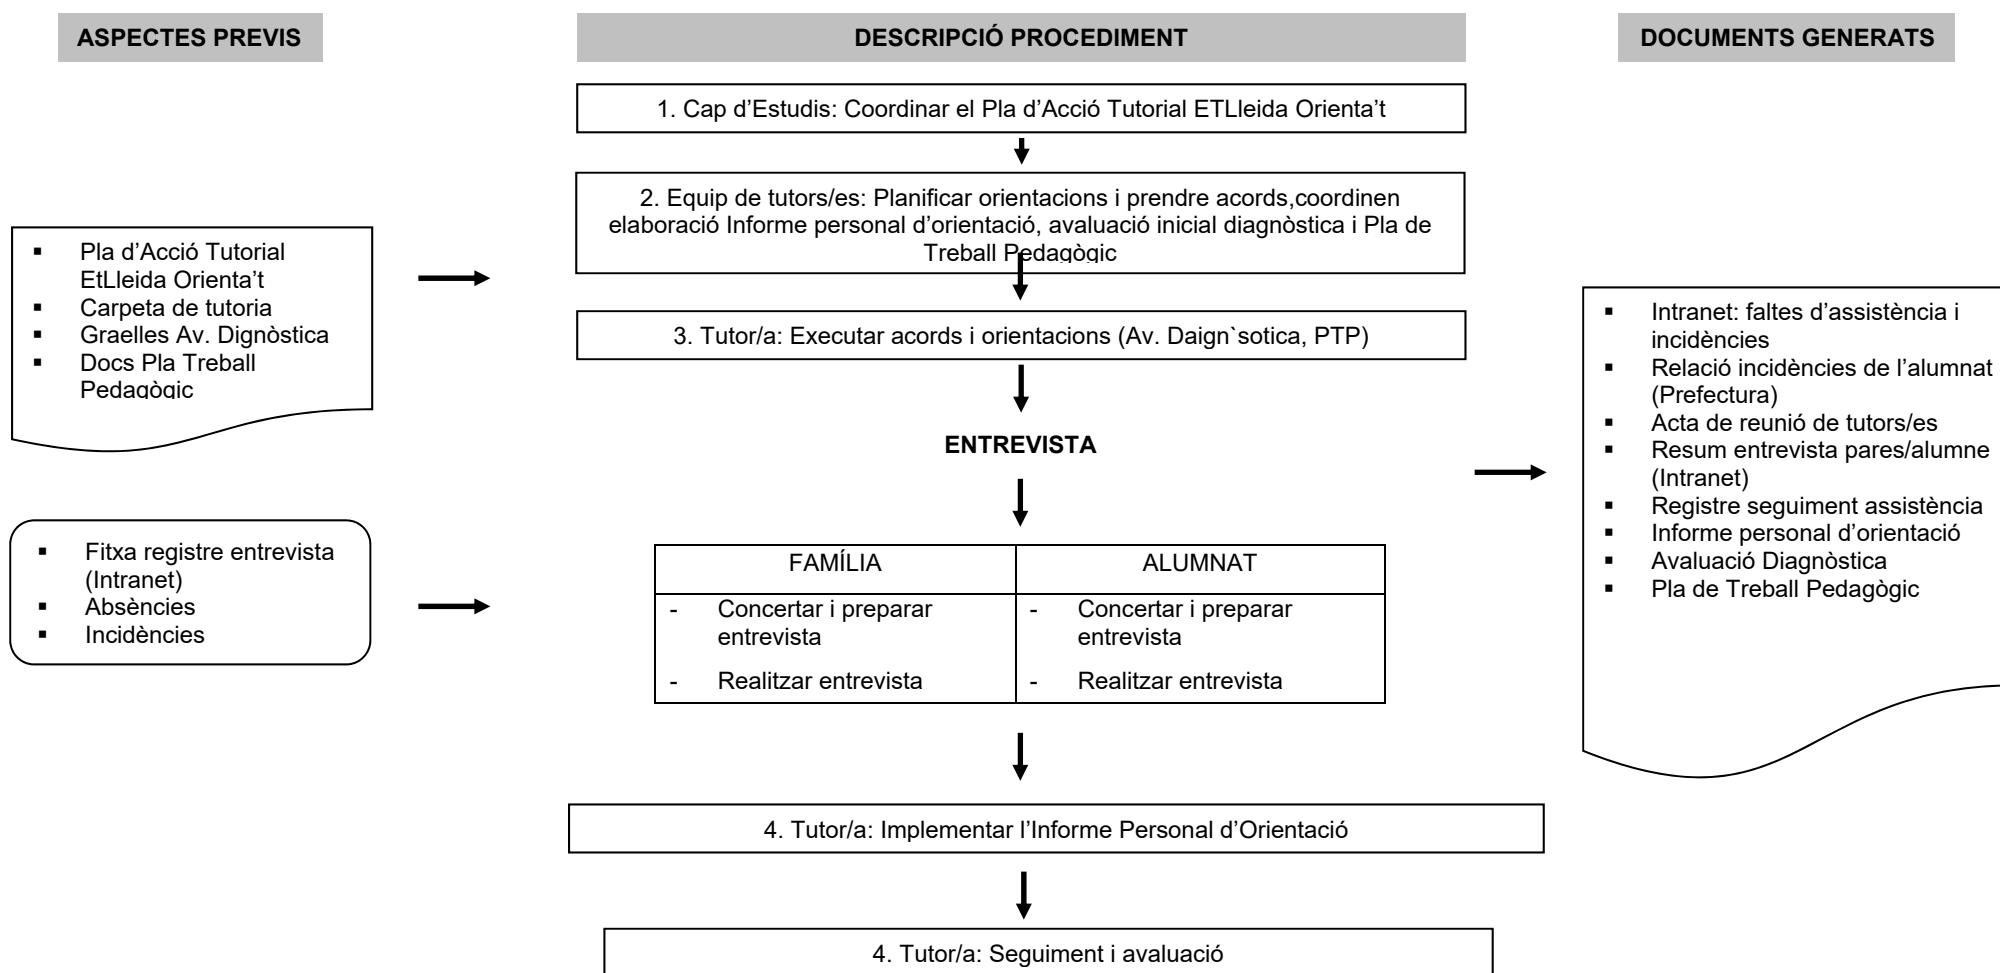 ASPECTES PREVIS
DESCRIPCIÓ PROCEDIMENT
DOCUMENTS GENERATS
1. Cap d’Estudis: Coordinar el Pla d’Acció Tutorial ETLleida Orienta’t
2. Equip de tutors/es: Planificar orientacions i prendre acords,coordinen
elaboració Informe personal d’orientació, avaluació inicial diagnòstica i Pla de
Treball Pedagògic
3. Tutor/a: Executar acords i orientacions (Av. Daign`sotica, PTP)
▪ Pla d’Acció Tutorial
EtLleida Orienta’t
▪ Carpeta de tutoria
▪ Graelles Av. Dignòstica
▪ Docs Pla Treball
Pedagògic
ENTREVISTA
▪ Fitxa registre entrevista
(Intranet)
▪ Absències
▪ Incidències
FAMÍLIA
- Concertar i preparar
entrevista
- Realitzar entrevista
ALUMNAT
- Concertar i preparar
entrevista
- Realitzar entrevista
4. Tutor/a: Implementar l’Informe Personal d’Orientació
4. Tutor/a: Seguiment i avaluació
▪ Intranet: faltes d’assistència i
incidències
▪ Relació incidències de l’alumnat
(Prefectura)
▪ Acta de reunió de tutors/es
▪ Resum entrevista pares/alumne
(Intranet)
▪ Registre seguiment assistència
▪ Informe personal d’orientació
▪ Avaluació Diagnòstica
▪ Pla de Treball Pedagògic